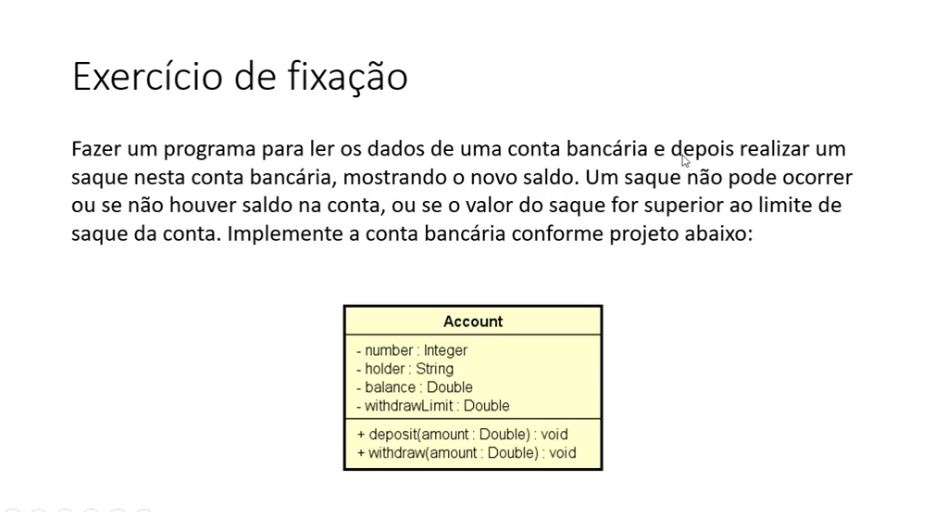 Exercício de fixação
Fazer um programa para ler os dados de uma conta bancária e depois realizar um
saque nesta conta bancária, mostrando o novo saldo. Um saque não pode ocorrer
ou se não houver saldo na conta, ou se o valor do saque for superior ao limite de
saque da conta. Implemente a conta bancária conforme projeto abaixo:
Account
- number : Integer
- holder : String
- balance : Double
- withdrawLimit : Double
+ deposit(amount : Double) : void
+ withdraw(amount : Double) : void